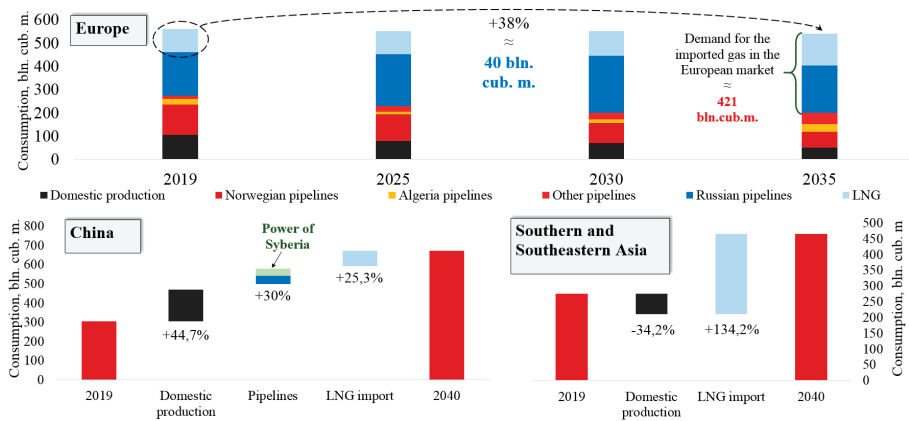 Europe
Consumption, bln. cub. m.
600
500
400
300
200
100
0
+38%
≈
40 bln.
cub. m.
Demand for the
imported gas in the
European market
≈
421
bln.cub.m.
2019
2025
2030
2035
Domestic production
Norwegian pipelines
Algeria pipelines
Other pipelines
Russian pipelines
LNG
China
Consumption, bln. cub. m.
800
700
600
500
400
300
200
100
0
Power of
Syberia
+44,7%
+30%
+25,3%
2019
Domestic
production
Pipelines
LNG import
2040
Southern and
Southeastern Asia
-34,2%
+134,2%
2019
Domestic
production
LNG import
2040
500
450
400
350
300
250
200
150
100
50
0
Consumption, bln. cub. m